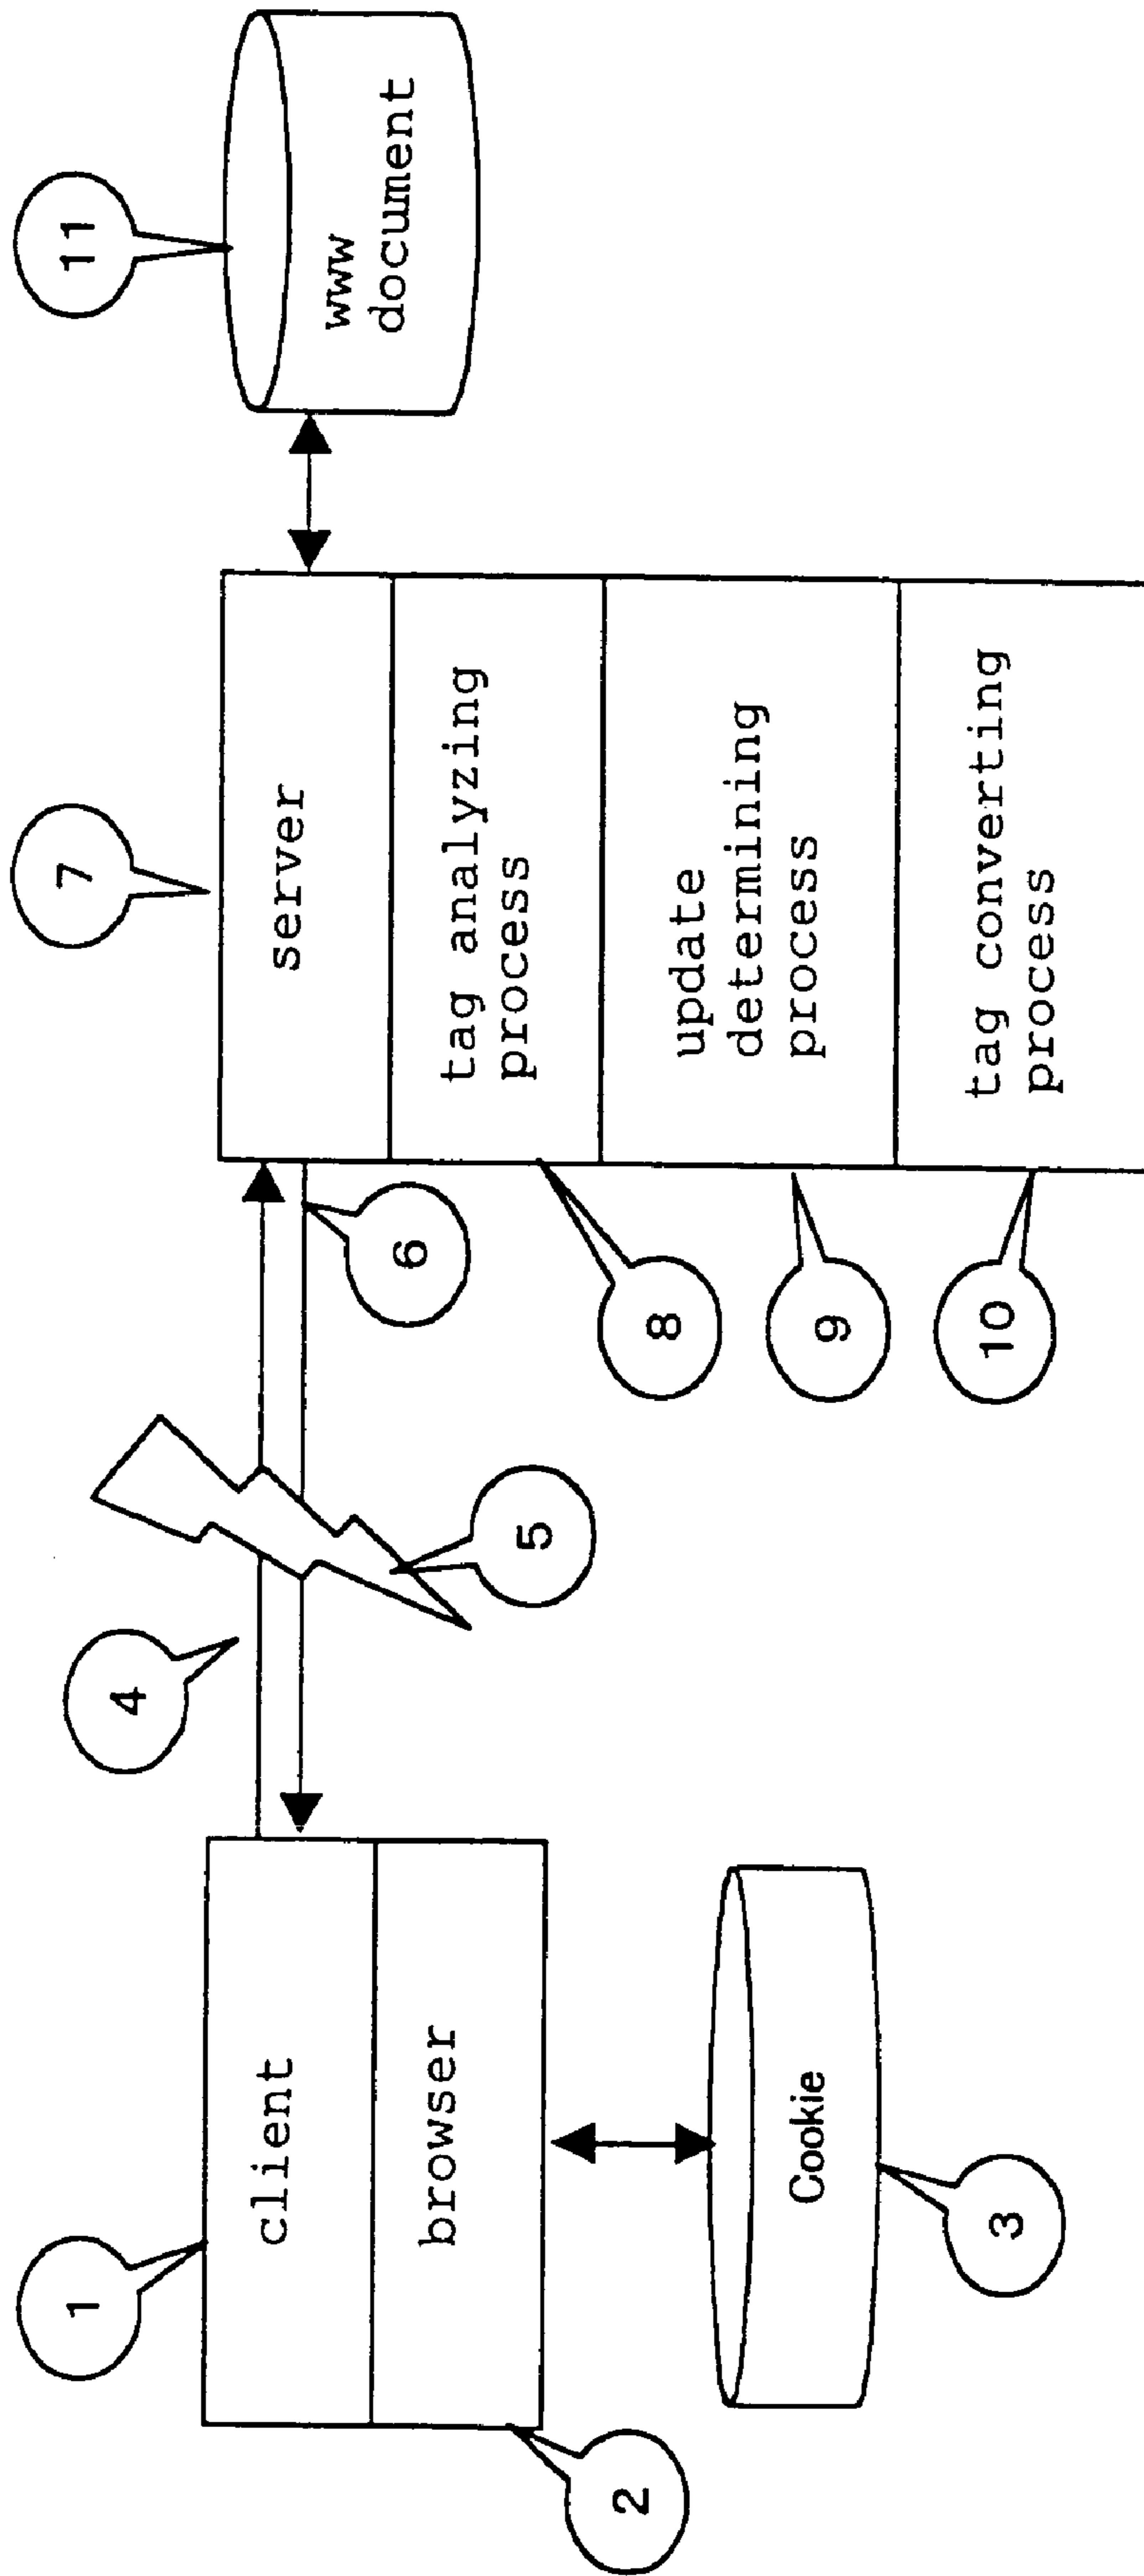 1
client
2
browser
Cookie
3
4
5
6
7
server
8
tag analyzing
process
9
update
determining
process
10
tag converting
process
11
www
document